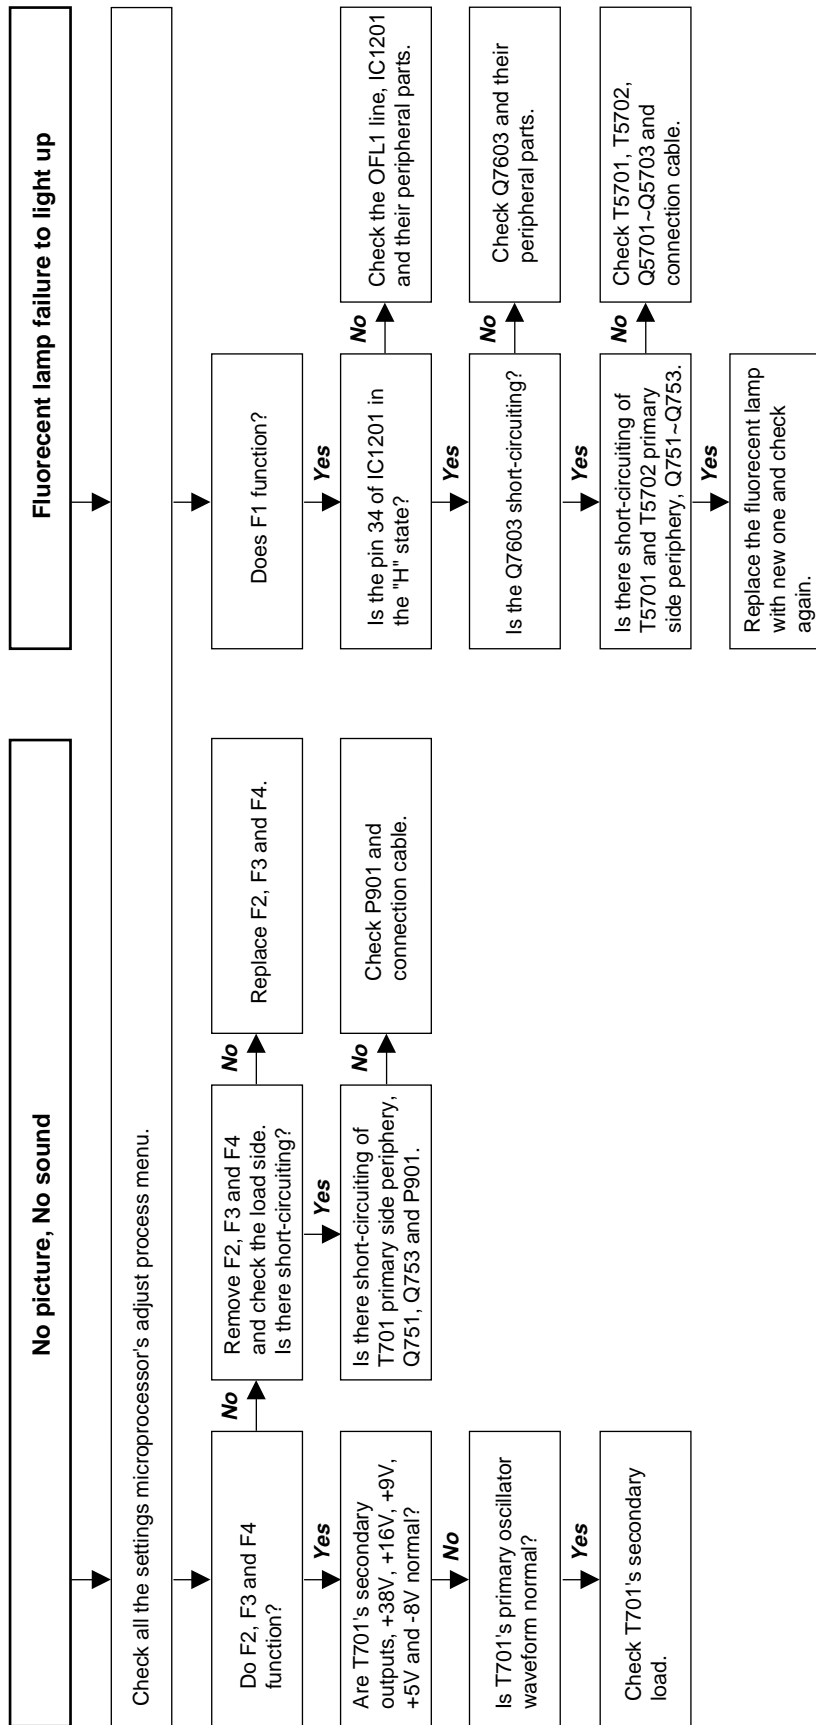 No picture, No sound
Fluorecent lamp failure to light up
Check all the settings microprocessor's adjust process menu.
Do F2, F3 and F4
function?
No
Remove F2, F3 and F4
and check the load side.
Is there short-circuiting?
No
Replace F2, F3 and F4.
Yes
Yes
Are T701's secondary
outputs, +38V, +16V, +9V,
+5V and -8V normal?
Is there short-circuiting of
T701 primary side periphery,
Q751, Q753 and P901.
No
Check P901 and
connection cable.
No
Is T701's primary oscillator
waveform normal?
Yes
Check T701's secondary
load.
Does F1 function?
Yes
Is the pin 34 of IC1201 in
the "H" state?
No
Check the OFL1 line, IC1201
and their peripheral parts.
Yes
Is the Q7603 short-circuiting?
No
Check Q7603 and their
peripheral parts.
Yes
Is there short-circuiting of
T5701 and T5702 primary
side periphery, Q751~Q753.
No
Check T5701, T5702,
Q5701~Q5703 and
connection cable.
Yes
Replace the fluorecent lamp
with new one and check
again.